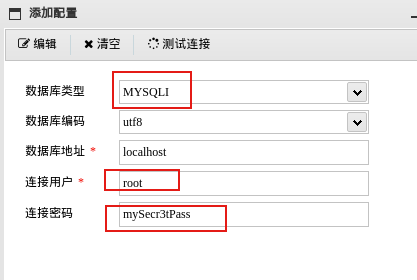 添加配置
编辑 清空 测试连接
数据库类型 MYSQLI
数据库编码 utf8
数据库地址 * localhost
连接用户 * root
连接密码 mySecr3tPass